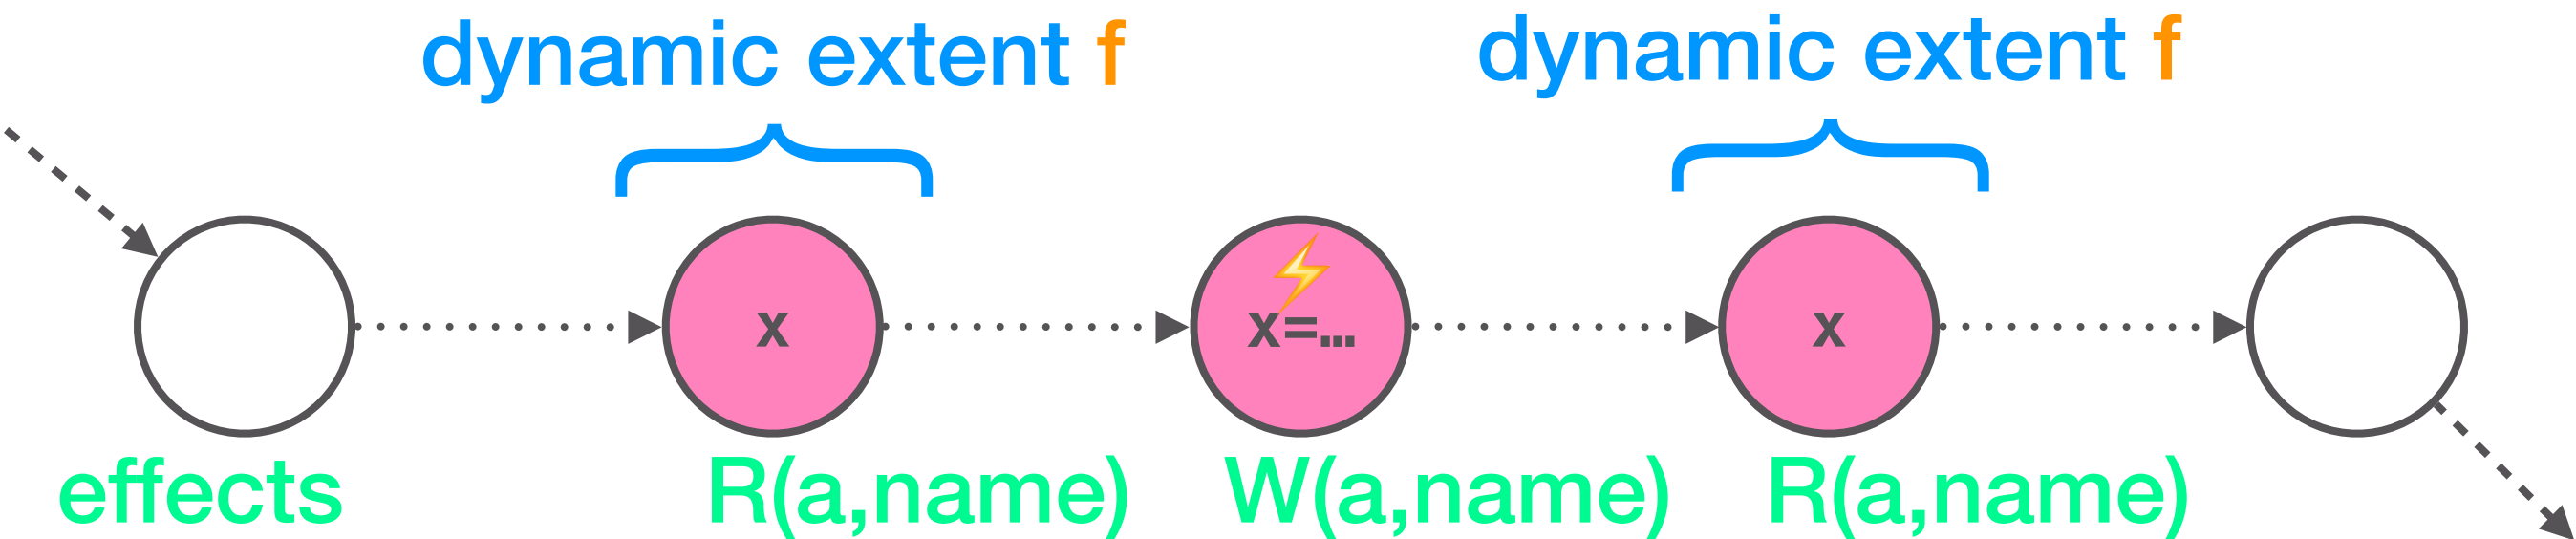 dynamic extent f dynamic extent f
x x=... x
effects R(a,name) W(a,name) R(a,name)